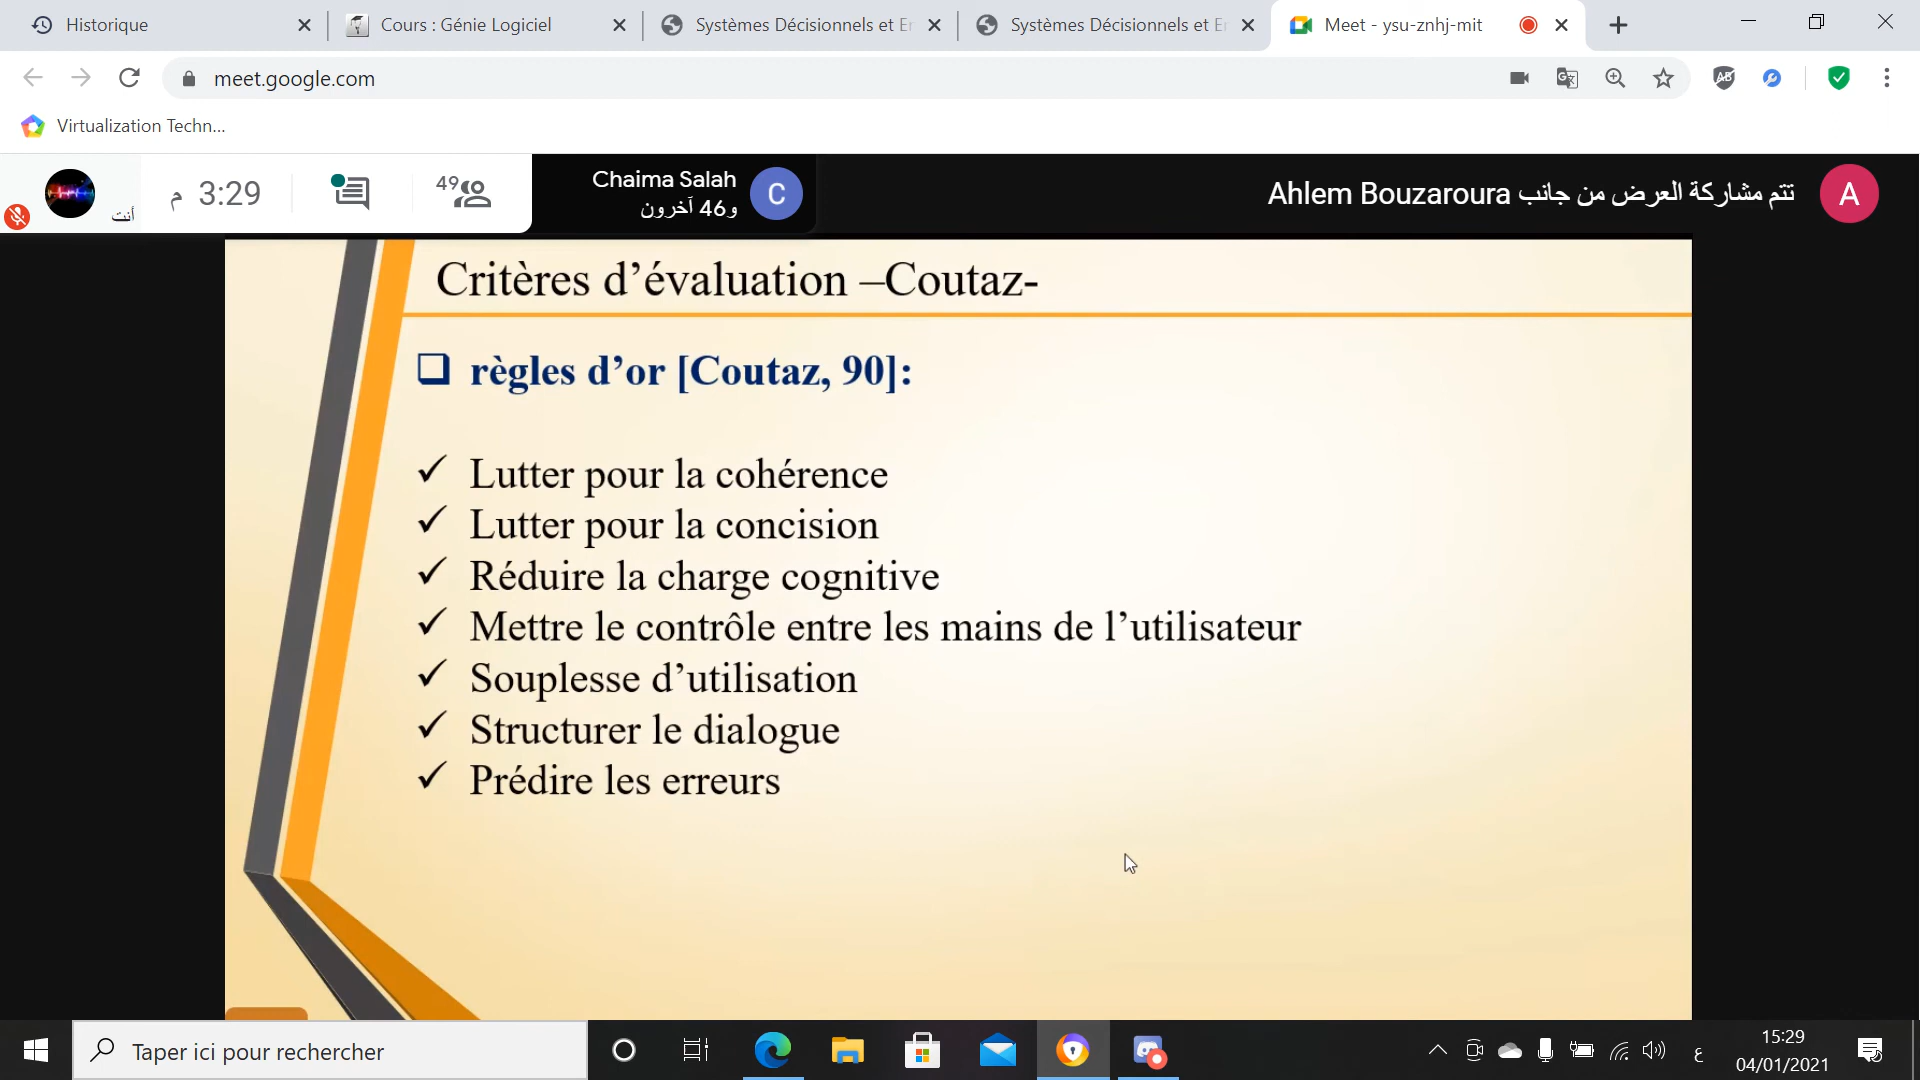 Historique
Cours : Génie Logiciel
Systèmes Décisionnels et Er
Systèmes Décisionnels et Er
Meet - ysu-znhj-mit
meet.google.com
Virtualization Techn...
أنت
3:29 م
49
Chaima Salah
و46 آخرون
C
تتم مشاركة العرض من جانب Ahlem Bouzaroura
A
Critères d’évaluation –Coutaz-
règles d’or [Coutaz, 90]:
Lutter pour la cohérence
Lutter pour la concision
Réduire la charge cognitive
Mettre le contrôle entre les mains de l’utilisateur
Souplesse d’utilisation
Structurer le dialogue
Prédire les erreurs
Taper ici pour rechercher
ع
15:29
04/01/2021